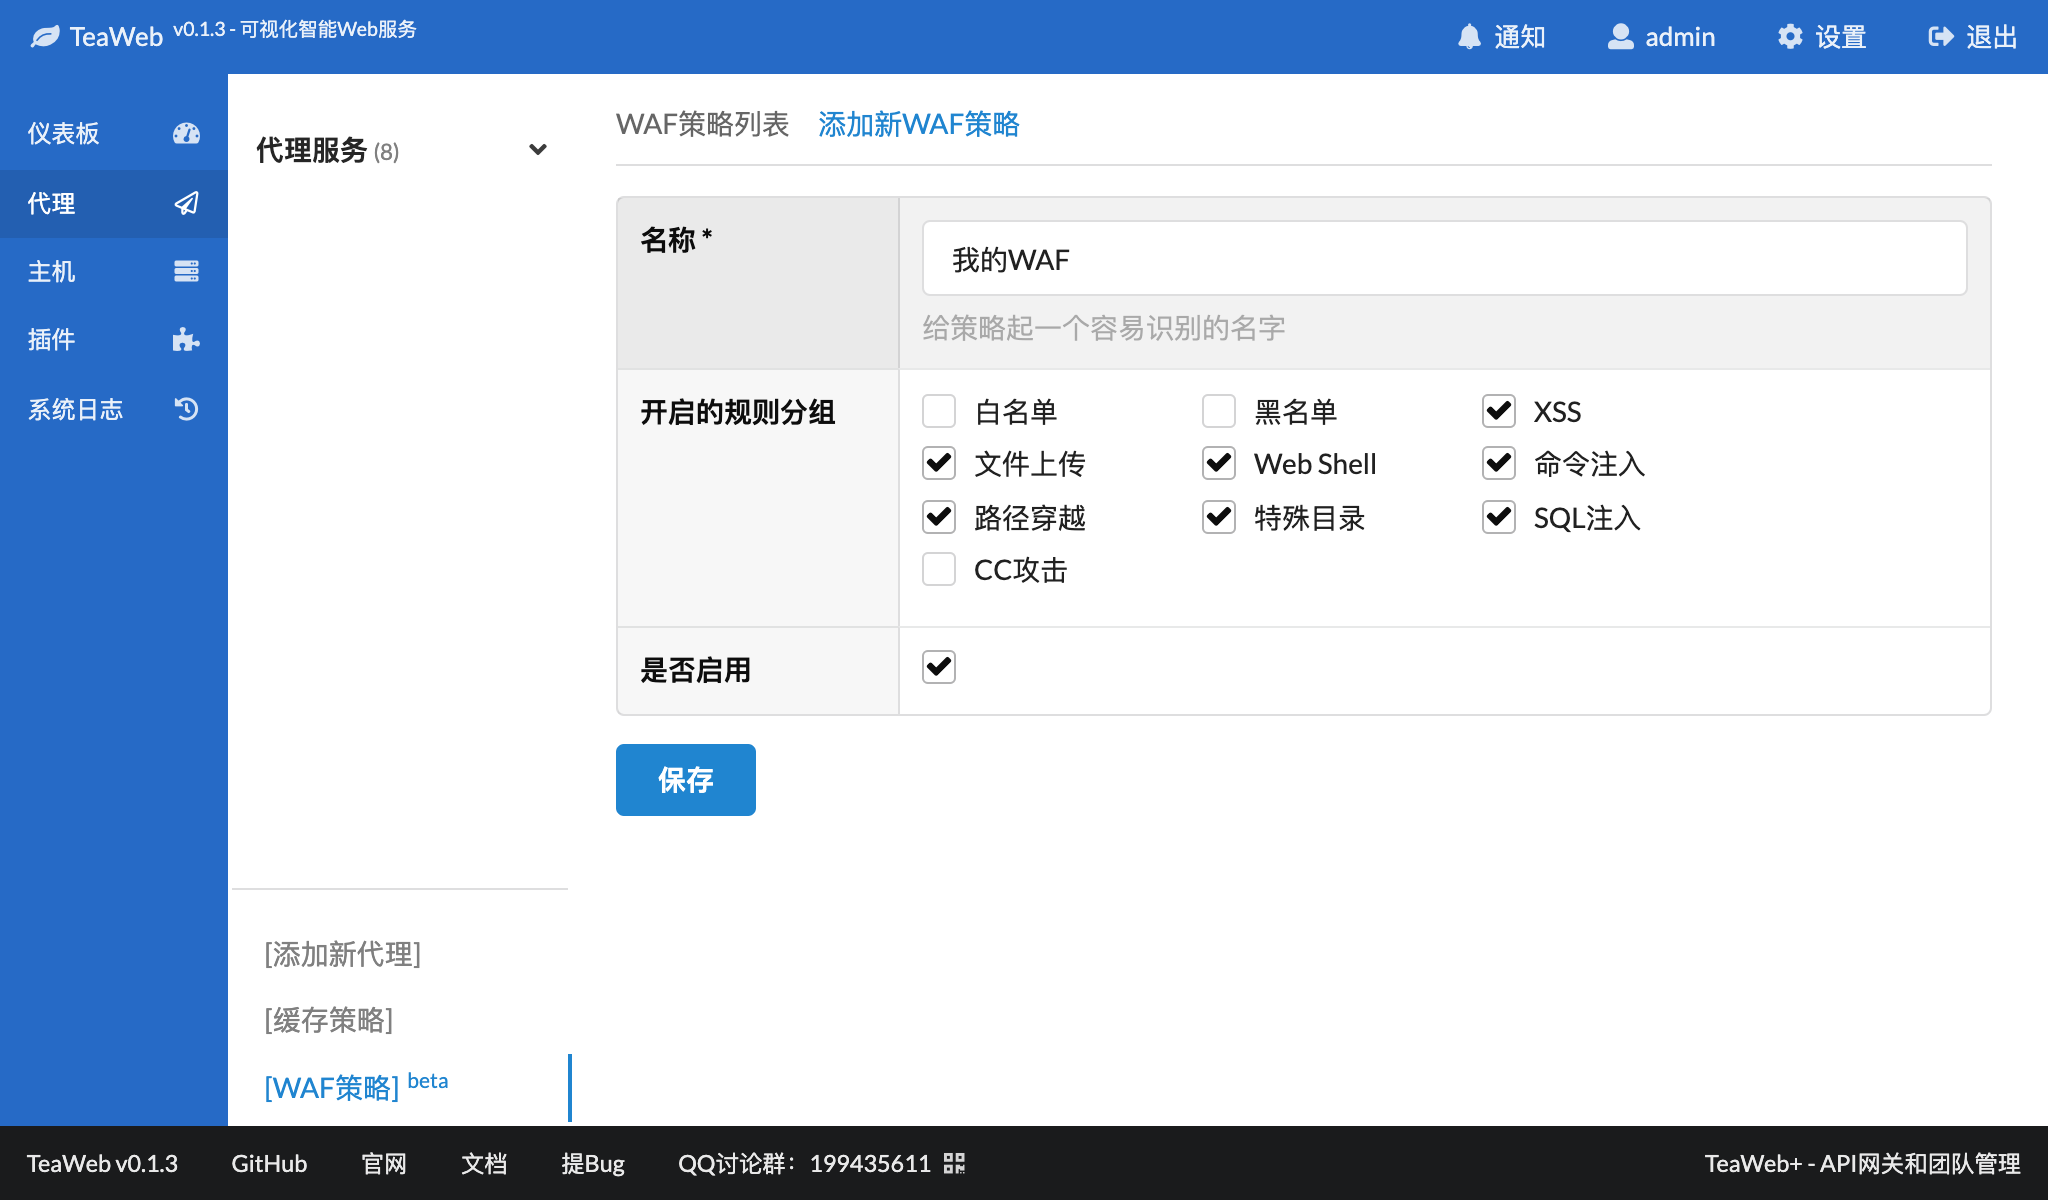 TeaWeb v0.1.3 - 可视化智能Web服务
通知
admin
设置
退出
仪表板
代理
主机
插件
系统日志
代理服务 (8)
[添加新代理]
[缓存策略]
[WAF策略] beta
WAF策略列表
添加新WAF策略
名称 *
我的WAF
给策略起一个容易识别的名字
开启的规则分组
白名单
黑名单
XSS
文件上传
Web Shell
命令注入
路径穿越
特殊目录
SQL注入
CC攻击
是否启用
保存
TeaWeb v0.1.3
GitHub
官网
文档
提Bug
QQ讨论群：199435611
TeaWeb+ - API网关和团队管理